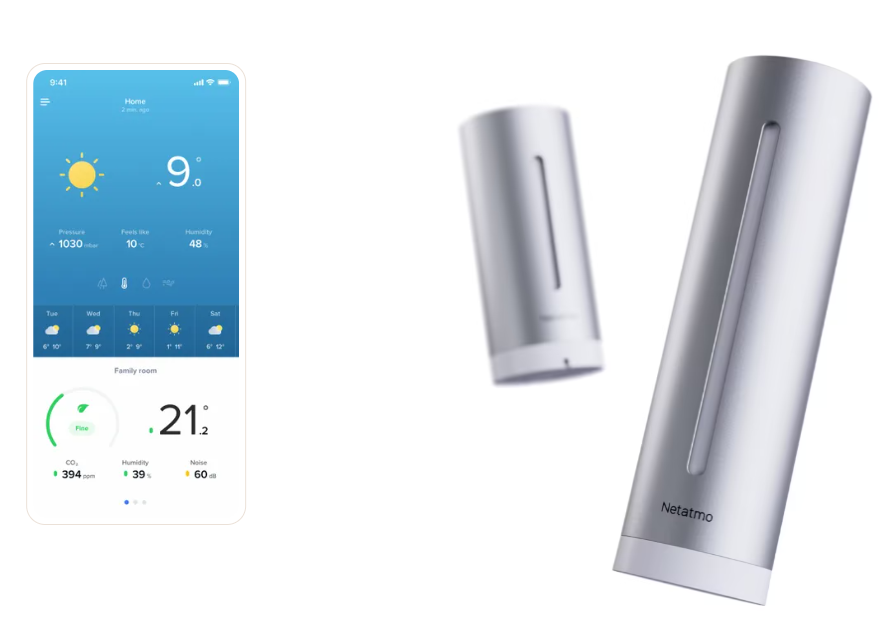 9:41
Home
2 min. ago
9°.0
Pressure Feels like Humidity
1030 mbar 10 °C 48 %
Tue Wed Thu Fri Sat
6° 10° 7° 9° 2° 9° 1° 11° 6° 12°
Family room
Fine
21°.2
CO₂ Humidity Noise
394 ppm 39 % 60 dB
Netatmo